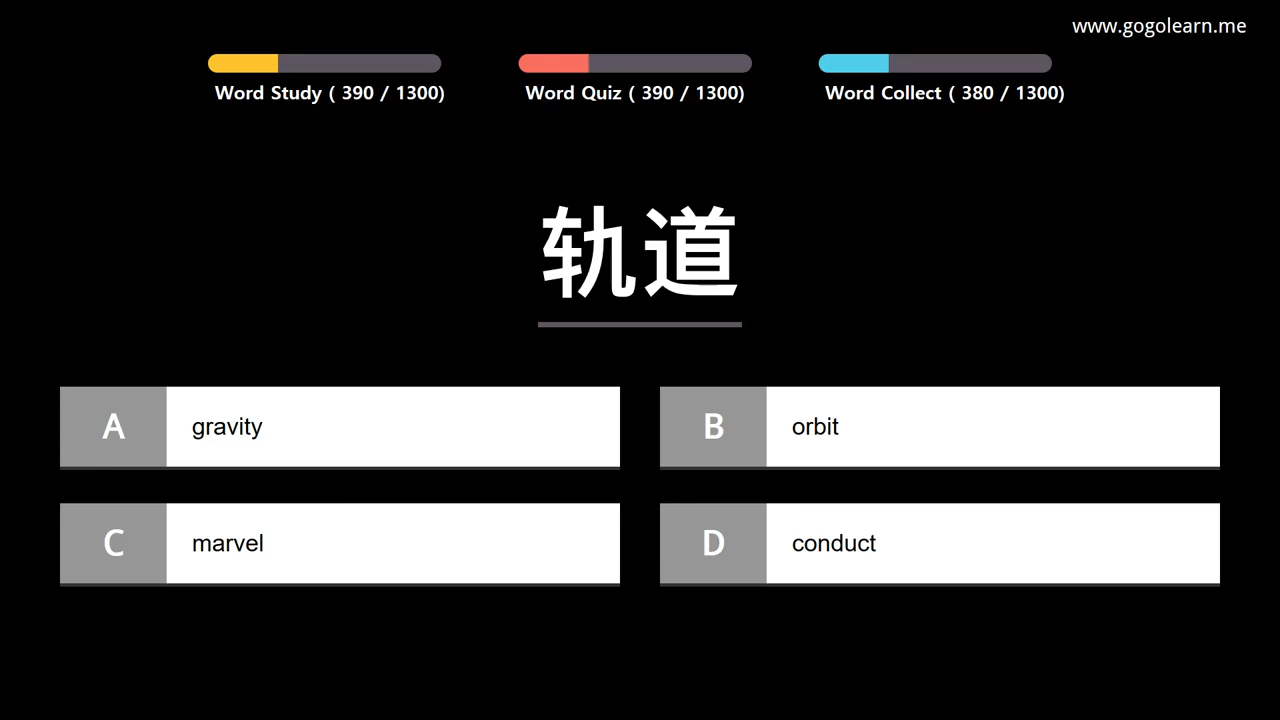 www.gogolearn.me
Word Study ( 390 / 1300)
Word Quiz ( 390 / 1300)
Word Collect ( 380 / 1300)
轨道
A gravity
B orbit
C marvel
D conduct